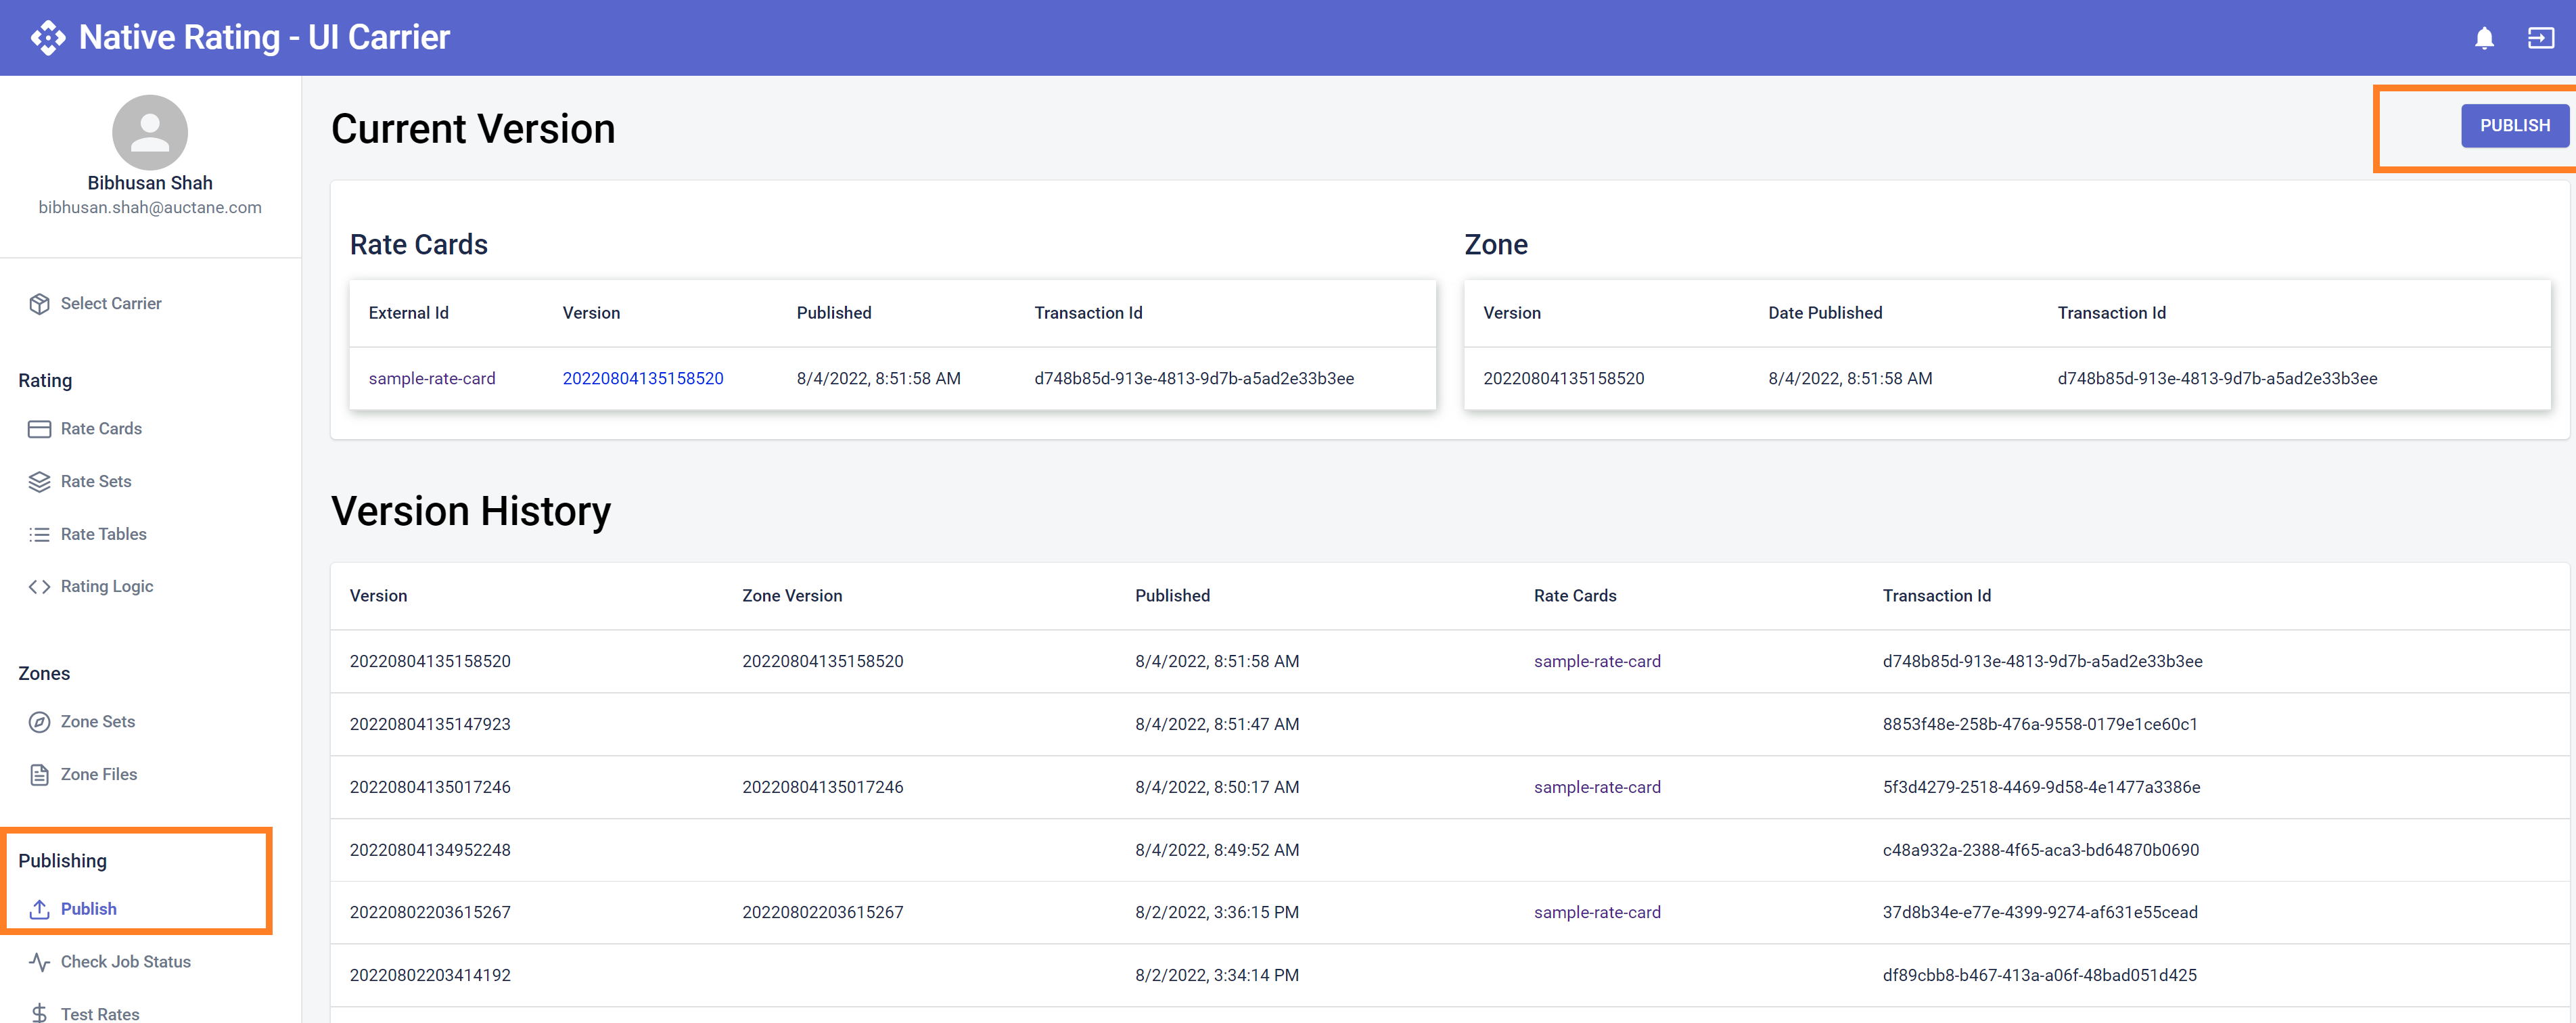 Native Rating - UI Carrier
Bibhusan Shah
bibhusan.shah@auctane.com
Select Carrier
Rating
Rate Cards
Rate Sets
Rate Tables
Rating Logic
Zones
Zone Sets
Zone Files
Publishing
Publish
Check Job Status
Test Rates
Current Version
PUBLISH
Rate Cards
External Id Version Published Transaction Id
sample-rate-card 20220804135158520 8/4/2022, 8:51:58 AM d748b85d-913e-4813-9d7b-a5ad2e33b3ee
Zone
Version Date Published Transaction Id
20220804135158520 8/4/2022, 8:51:58 AM d748b85d-913e-4813-9d7b-a5ad2e33b3ee
Version History
Version Zone Version Published Rate Cards Transaction Id
20220804135158520 20220804135158520 8/4/2022, 8:51:58 AM sample-rate-card d748b85d-913e-4813-9d7b-a5ad2e33b3ee
20220804135147923 8/4/2022, 8:51:47 AM 8853f48e-258b-476a-9558-0179e1ce60c1
20220804135017246 20220804135017246 8/4/2022, 8:50:17 AM sample-rate-card 5f3d4279-2518-4469-9d58-4e1477a3386e
20220804134952248 8/4/2022, 8:49:52 AM c48a932a-2388-4f65-aca3-bd64870b0690
20220802203615267 20220802203615267 8/2/2022, 3:36:15 PM sample-rate-card 37d8b34e-e77e-4399-9274-af631e55cead
20220802203414192 8/2/2022, 3:34:14 PM df89cbb8-b467-413a-a06f-48bad051d425